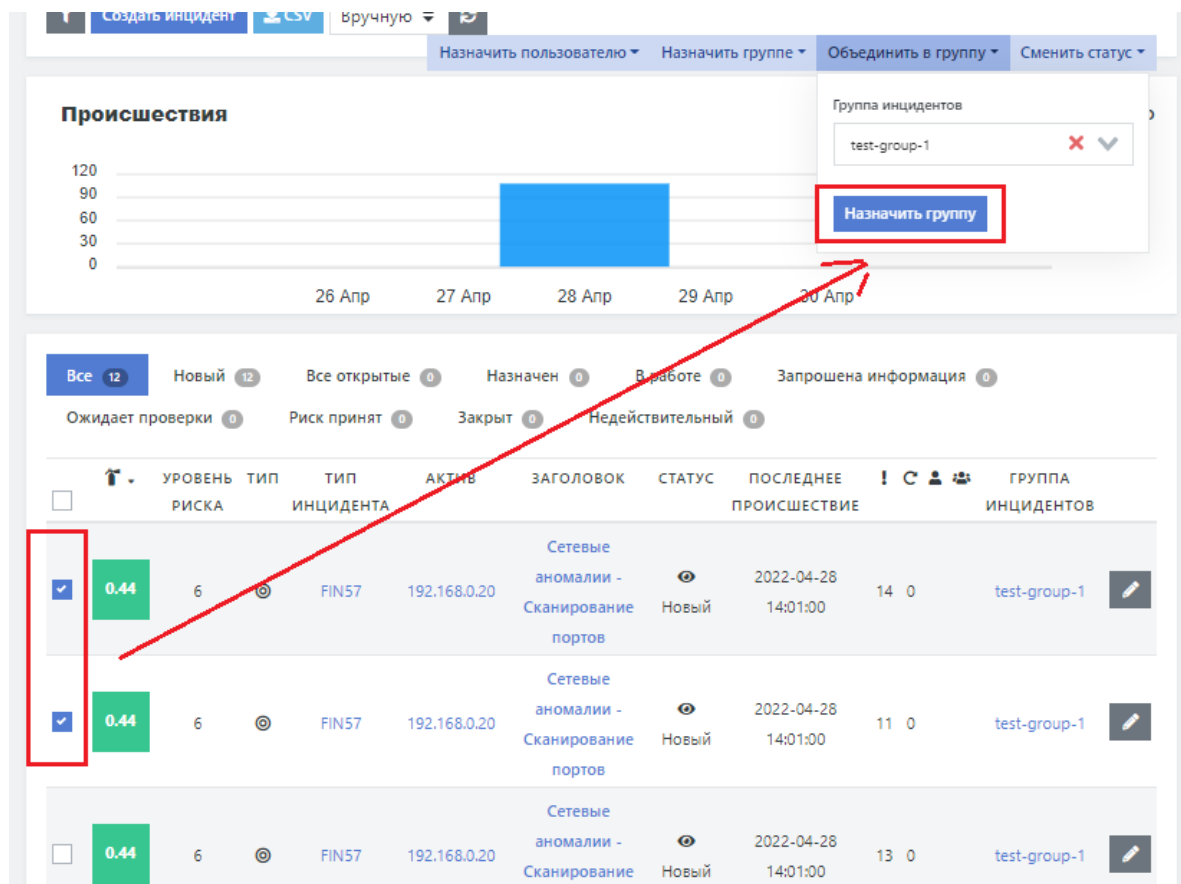 Создать инцидент CSV Вручную
Назначить пользователю Назначить группе Объединить в группу Сменить статус
Происшествия
Группа инцидентов
test-group-1
Назначить группу
120
90
60
30
0
26 Апр 27 Апр 28 Апр 29 Апр 30 Апр
Все 12 Новый 12 Все открытые 0 Назначен 0 В работе 0 Запрошена информация 0
Ожидает проверки 0 Риск принят 0 Закрыт 0 Недействительный 0
УРОВЕНЬ ТИП ТИП АКТИВ ЗАГОЛОВОК СТАТУС ПОСЛЕДНЕЕ ГРУППА
РИСКА ИНЦИДЕНТА ПРОИСШЕСТВИЕ ИНЦИДЕНТОВ
Сетевые
аномалии - 2022-04-28
0.44 6 FIN57 192.168.0.20 14 0 test-group-1
Сканирование Новый 14:01:00
портов
Сетевые
аномалии - 2022-04-28
0.44 6 FIN57 192.168.0.20 11 0 test-group-1
Сканирование Новый 14:01:00
портов
Сетевые
аномалии - 2022-04-28
0.44 6 FIN57 192.168.0.20 13 0 test-group-1
Сканирование Новый 14:01:00